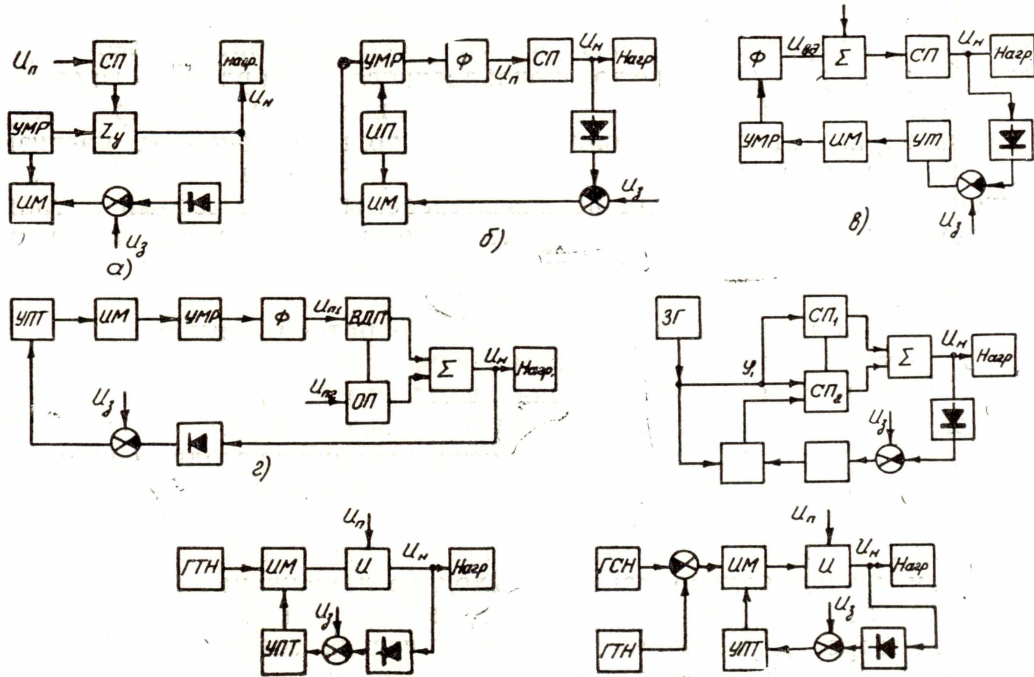 Uп
СП
нагр.
Uн
УМР
Zу
ИМ
Uз
а)
УМР
Ф
Uп
СП
Uн
Нагр
ИП
ИМ
Uз
б)
Ф
Uвд
Σ
СП
Uн
Нагр
УМР
ИМ
УТ
Uз
в)
УПТ
ИМ
УМР
Ф
Uп1
ВДП
Σ
Uн
Нагр.
Uп2
ОП
Uз
г)
ЗГ
СП1
φ1
СП2
Σ
Uн
Нагр
Uз
Uп
ГТН
ИМ
И
Uн
Нагр
Uз
УПТ
Uп
ГСН
ИМ
И
Uн
Нагр
Uз
ГТН
УПТ